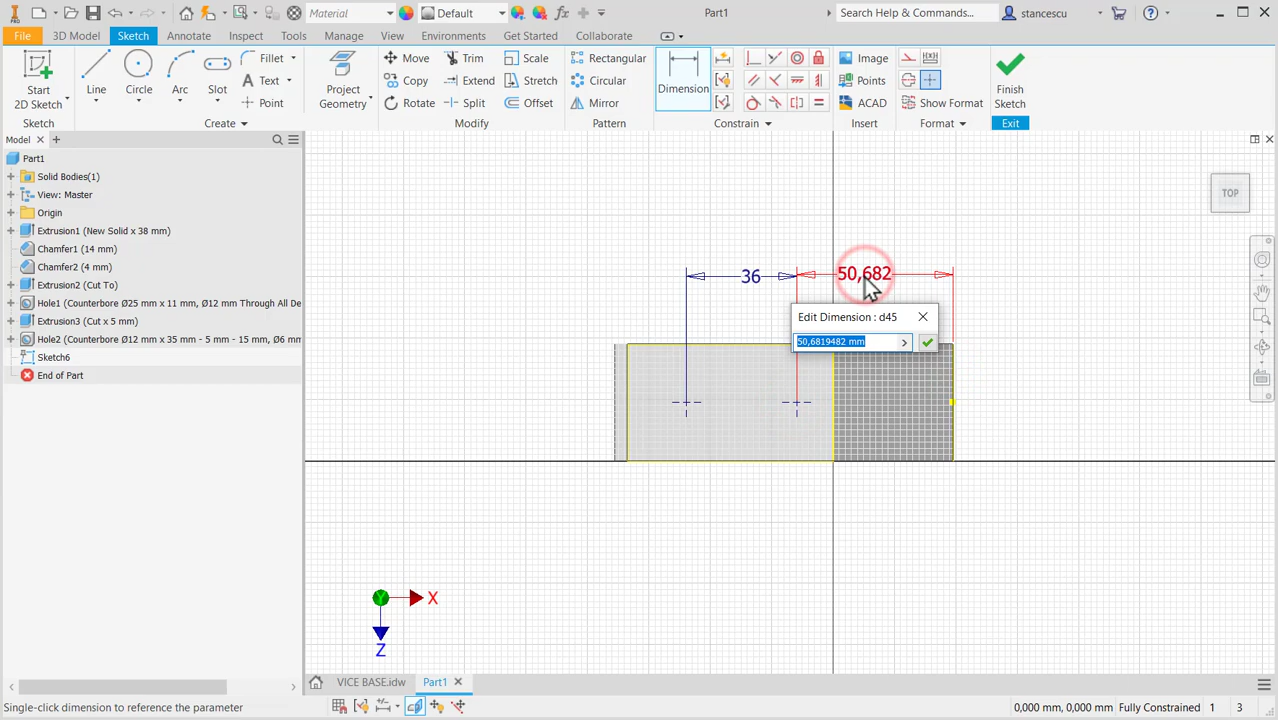 PRO
Material
Default
Part1
Search Help & Commands...
stancescu
File
3D Model
Sketch
Annotate
Inspect
Tools
Manage
View
Environments
Get Started
Collaborate
Start
2D Sketch
Line
Circle
Arc
Slot
Fillet
Text
Point
Project
Geometry
Move
Copy
Rotate
Trim
Extend
Split
Scale
Stretch
Offset
Rectangular
Circular
Mirror
Dimension
Image
Points
ACAD
Show Format
Finish
Sketch
Sketch
Create
Modify
Pattern
Constrain
Insert
Format
Exit
Model
Part1
Solid Bodies(1)
View: Master
Origin
Extrusion1 (New Solid x 38 mm)
Chamfer1 (14 mm)
Chamfer2 (4 mm)
Extrusion2 (Cut To)
Hole1 (Counterbore Ø25 mm x 11 mm, Ø12 mm Through All De
Extrusion3 (Cut x 5 mm)
Hole2 (Counterbore Ø12 mm x 35 mm - 5 mm - 15 mm, Ø6 mm
Sketch6
End of Part
TOP
36
50,682
Edit Dimension : d45
50,6819482 mm
Y
X
Z
VICE BASE.idw
Part1
Single-click dimension to reference the parameter
0,000 mm, 0,000 mm
Fully Constrained
1
3